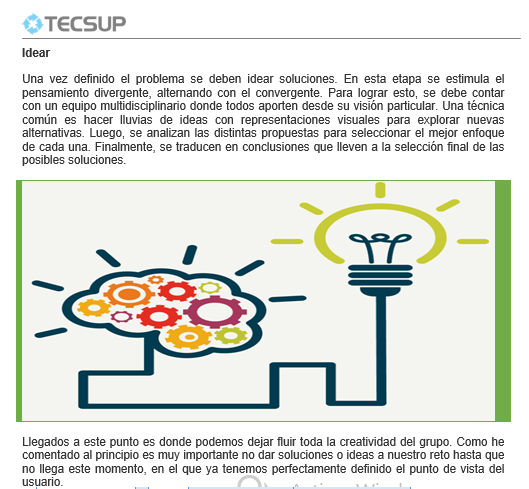 TECSUP
Idear
Una vez definido el problema se deben idear soluciones. En esta etapa se estimula el
pensamiento divergente, alternando con el convergente. Para lograr esto, se debe contar
con un equipo multidisciplinario donde todos aporten desde su visión particular. Una técnica
común es hacer lluvias de ideas con representaciones visuales para explorar nuevas
alternativas. Luego, se analizan las distintas propuestas para seleccionar el mejor enfoque
de cada una. Finalmente, se traducen en conclusiones que lleven a la selección final de las
posibles soluciones.
Llegados a este punto es donde podemos dejar fluir toda la creatividad del grupo. Como he
comentado al principio es muy importante no dar soluciones o ideas a nuestro reto hasta que
no llega este momento, en el que ya tenemos perfectamente definido el punto de vista del
usuario.